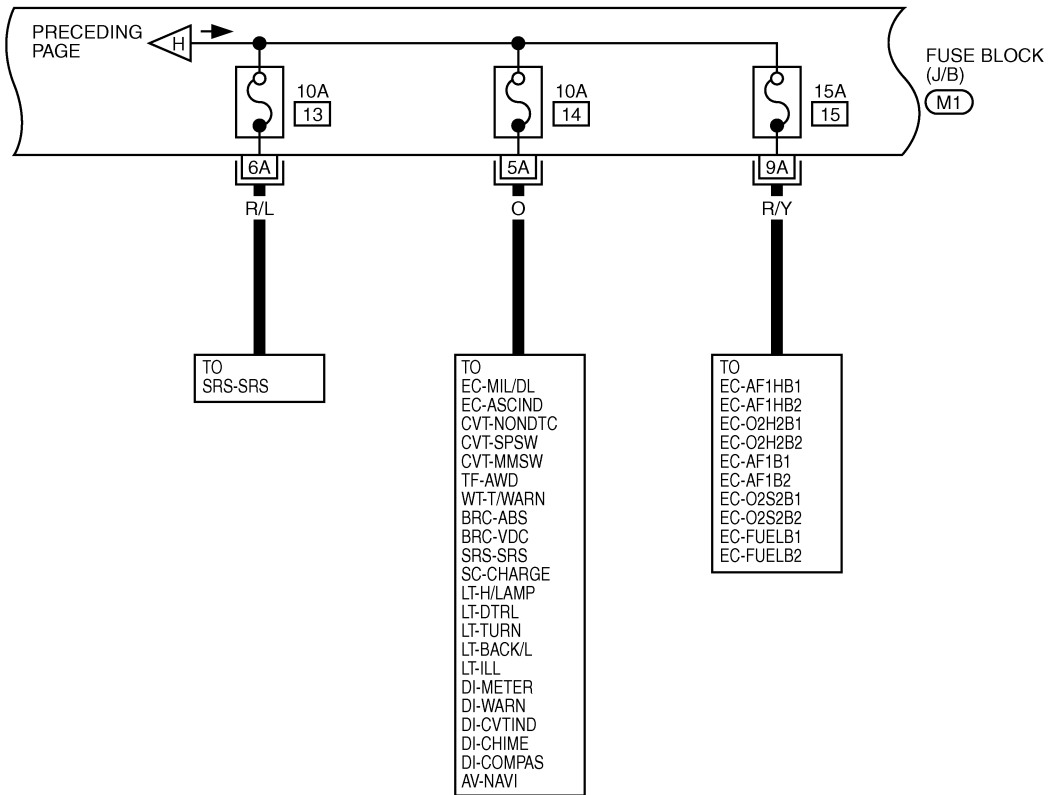 PRECEDING
PAGE
H
FUSE BLOCK
(J/B)
M1
10A
13
10A
14
15A
15
6A
5A
9A
R/L
O
R/Y
TO
SRS-SRS
TO
EC-MIL/DL
EC-ASCIND
CVT-NONDTC
CVT-SPSW
CVT-MMSW
TF-AWD
WT-T/WARN
BRC-ABS
BRC-VDC
SRS-SRS
SC-CHARGE
LT-H/LAMP
LT-DTRL
LT-TURN
LT-BACK/L
LT-ILL
DI-METER
DI-WARN
DI-CVTIND
DI-CHIME
DI-COMPAS
AV-NAVI
TO
EC-AF1HB1
EC-AF1HB2
EC-O2H2B1
EC-O2H2B2
EC-AF1B1
EC-AF1B2
EC-O2S2B1
EC-O2S2B2
EC-FUELB1
EC-FUELB2